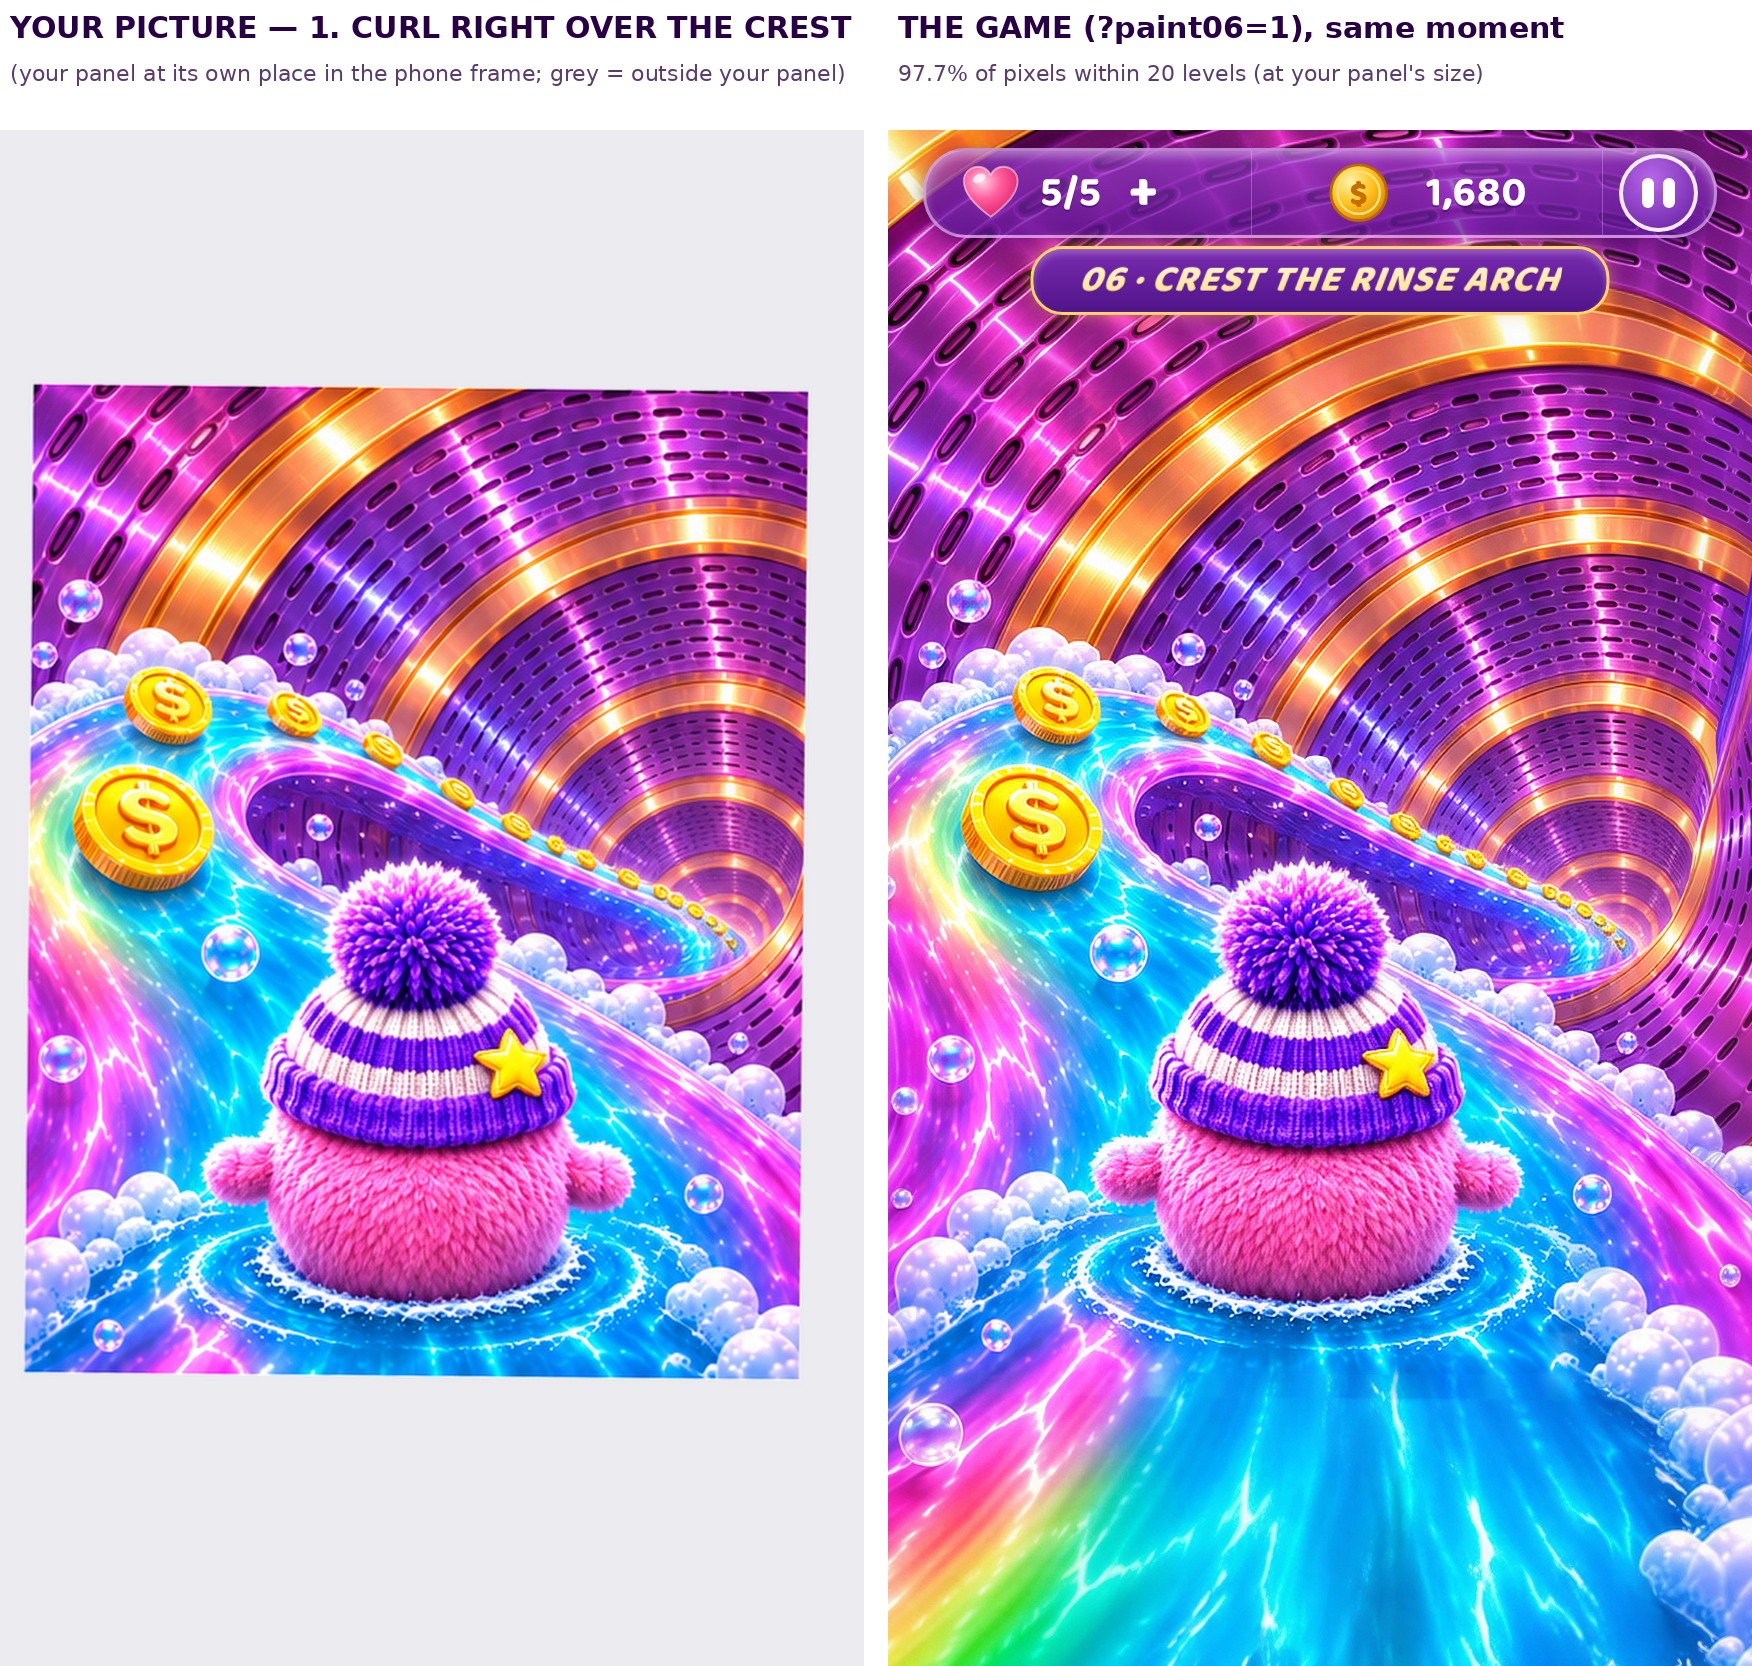 YOUR PICTURE — 1. CURL RIGHT OVER THE CREST
(your panel at its own place in the phone frame; grey = outside your panel)
THE GAME (?paint06=1), same moment
97.7% of pixels within 20 levels (at your panel's size)
5/5 +
$
1,680
06 · CREST THE RINSE ARCH
$
$
$
$
$
$